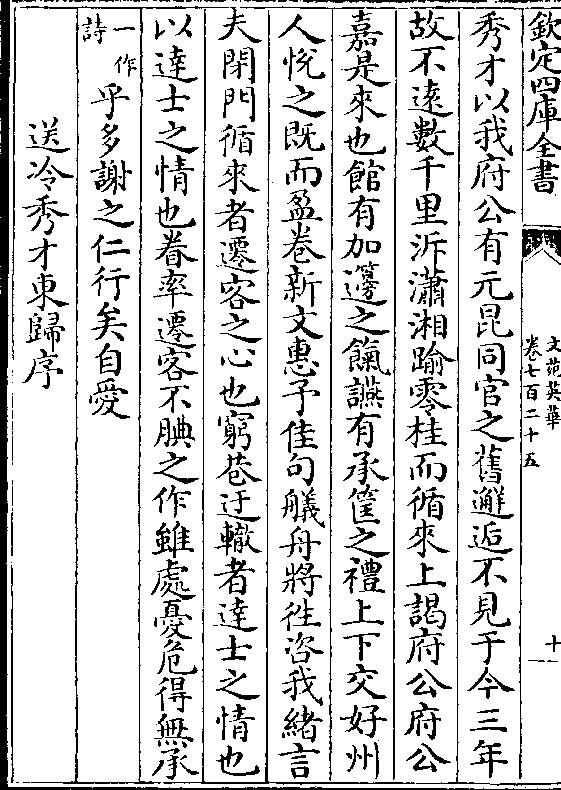 欽定四庫全書
文苑英華
卷七百二十五
十
秀才以我府公有元昆同官之舊邂逅不見于今三年
故不逺數千里泝瀟湘踰零桂而循來上謁府公府公
嘉是來也館有加籩之餼讌有承筐之禮上下交好州
人悅之既而盈卷新文惠予佳句艤舟將徃咨我緒言
夫閉門循來者遷客之心也窮巷迂轍者達士之情也
以達士之情也眷率遷客不腆之作雖處憂危得無承
一作
詩
乎多謝之仁行矣自愛
送冷秀才東歸序